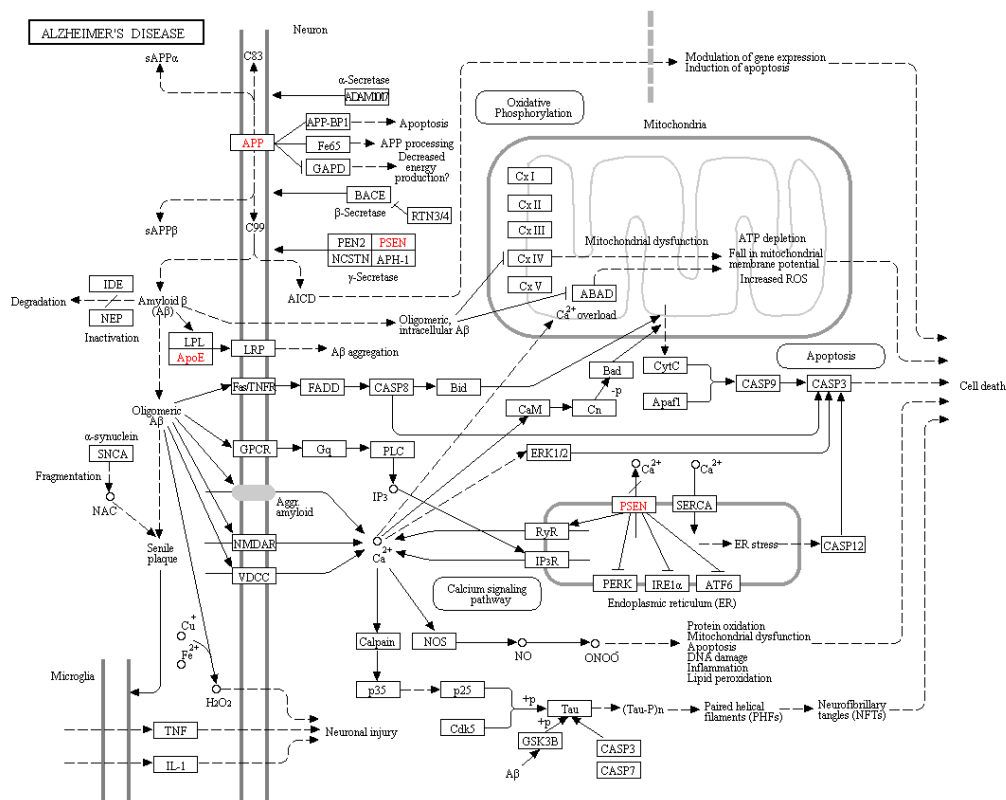 ALZHEIMER'S DISEASE
Neuron
sAPPα
C83
α-Secretase
ADAM10/17
Modulation of gene expression
Induction of apoptosis
Oxidative
Phosphorylation
Mitochondria
APP
APP-BP1
Apoptosis
Fe65
APP processing
GAPD
Decreased
energy
production?
BACE
β-Secretase
RTN3/4
sAPPβ
C99
PEN2
PSEN
NCSTN
APH-1
γ-Secretase
AICD
Cx I
Cx II
Cx III
Cx IV
Cx V
Mitochondrial dysfunction
ATP depletion
Fall in mitochondrial
membrane potential
Increased ROS
ABAD
Ca2+ overload
Degradation
IDE
NEP
Inactivation
Amyloid β
(Aβ)
Oligomeric,
intracellular Aβ
LPL
ApoE
LRP
Aβ aggregation
Fas/TNFR
FADD
CASP8
Bid
Bad
-p
CaM
Cn
CytC
Apaf1
CASP9
CASP3
Apoptosis
Cell death
Oligomeric
Aβ
α-synuclein
SNCA
Fragmentation
NAC
GPCR
Gq
PLC
IP3
ERK1/2
Aggr.
amyloid
Senile
plaque
NMDAR
VDCC
Ca2+
RyR
IP3R
PSEN
Ca2+
SERCA
Ca2+
ER stress
CASP12
PERK
IRE1α
ATF6
Endoplasmic reticulum (ER)
Calcium signaling
pathway
Cu+
Fe2+
H2O2
Microglia
TNF
IL-1
Neuronal injury
Calpain
NOS
NO
ONOO-
Protein oxidation
Mitochondrial dysfunction
Apoptosis
DNA damage
Inflammation
Lipid peroxidation
p35
p25
Cdk5
+p
Tau
+p
GSK3B
Aβ
CASP3
CASP7
(Tau-P)n
Paired helical
filaments (PHFs)
Neurofibrillary
tangles (NFTs)